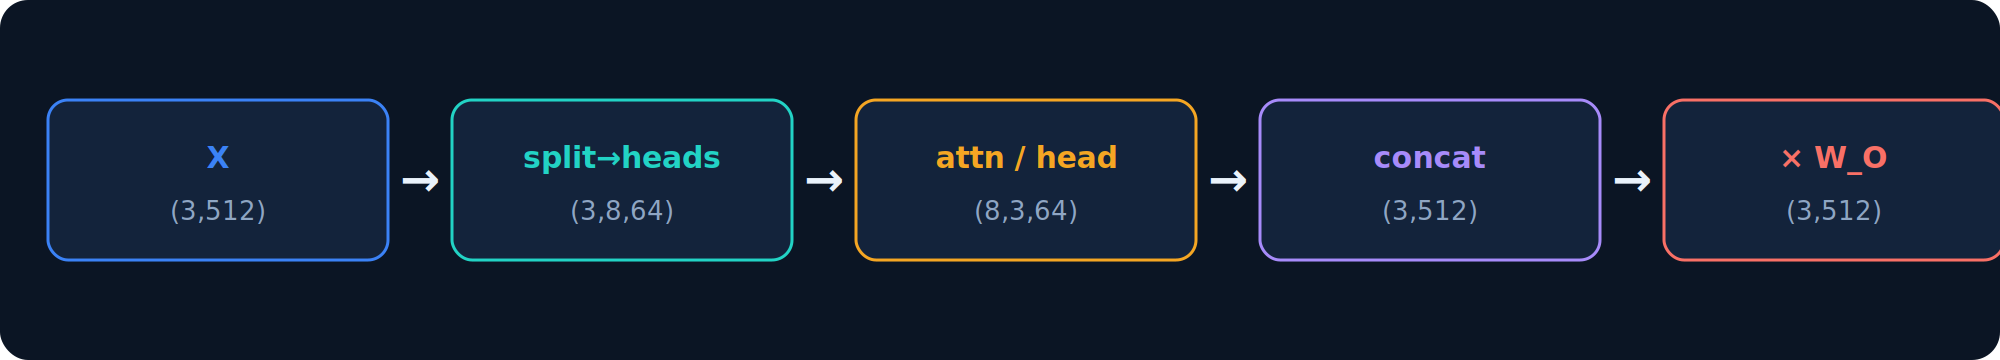 X
(3,512)
→
split→heads
(3,8,64)
→
attn / head
(8,3,64)
→
concat
(3,512)
→
× W_O
(3,512)